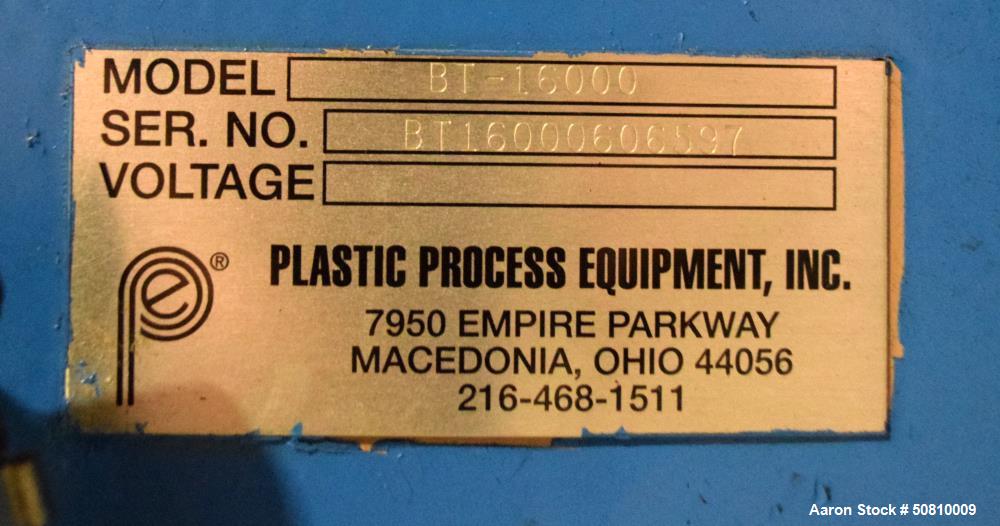 MODEL BT-16000
SER. NO. BT16000606597
VOLTAGE
pe®
PLASTIC PROCESS EQUIPMENT, INC.
7950 EMPIRE PARKWAY
MACEDONIA, OHIO 44056
216-468-1511
Aaron Stock # 50810009